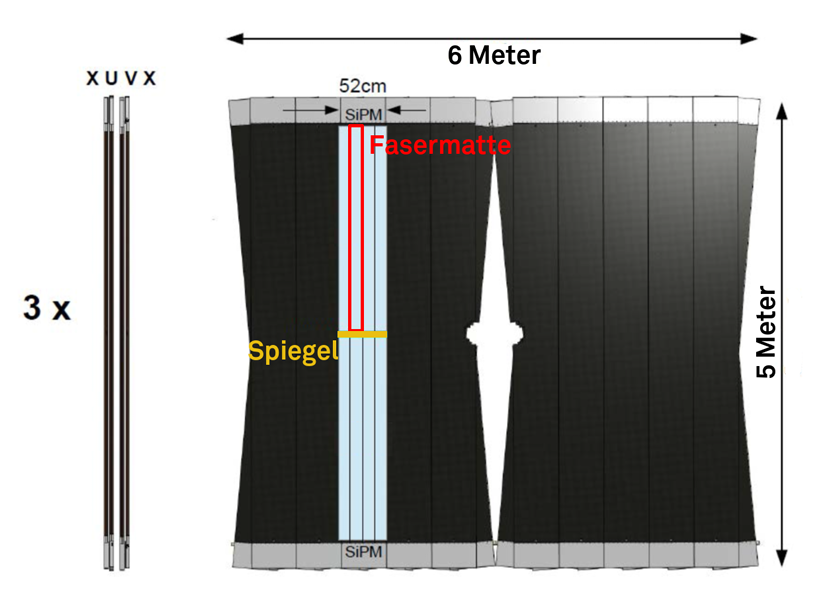 6 Meter
X U V X
52cm
SiPM
Fasermatte
3 x
Spiegel
5 Meter
SiPM